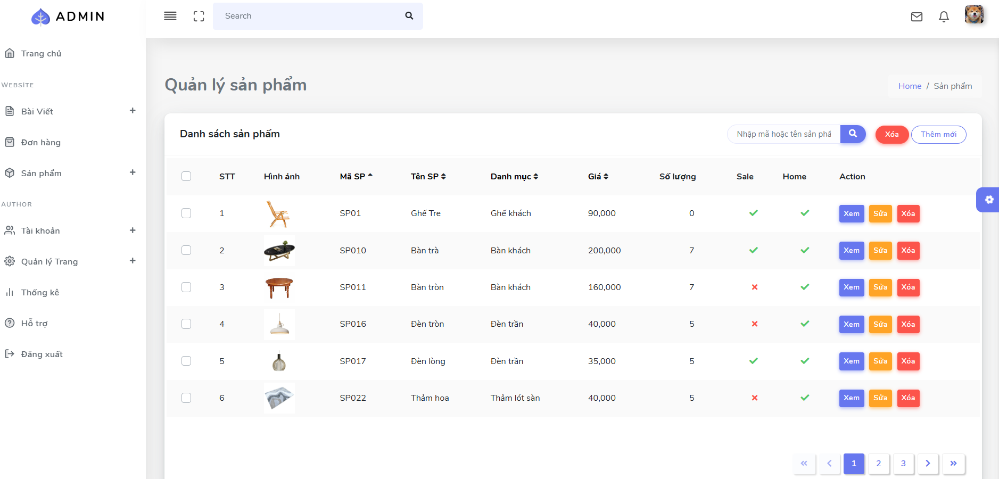 ADMIN
Search
Trang chủ
WEBSITE
Bài Viết
Đơn hàng
Sản phẩm
AUTHOR
Tài khoản
Quản lý Trang
Thống kê
Hỗ trợ
Đăng xuất
Quản lý sản phẩm
Home / Sản phẩm
Danh sách sản phẩm
Nhập mã hoặc tên sản phẩ
Xóa
Thêm mới
STT Hình ảnh Mã SP Tên SP Danh mục Giá Số lượng Sale Home Action
1 SP01 Ghế Tre Ghế khách 90,000 0 Xem Sửa Xóa
2 SP010 Bàn trà Bàn khách 200,000 7 Xem Sửa Xóa
3 SP011 Bàn tròn Bàn khách 160,000 7 Xem Sửa Xóa
4 SP016 Đèn tròn Đèn trần 40,000 5 Xem Sửa Xóa
5 SP017 Đèn lòng Đèn trần 35,000 5 Xem Sửa Xóa
6 SP022 Thảm hoa Thảm lót sàn 40,000 5 Xem Sửa Xóa
« ‹ 1 2 3 › »